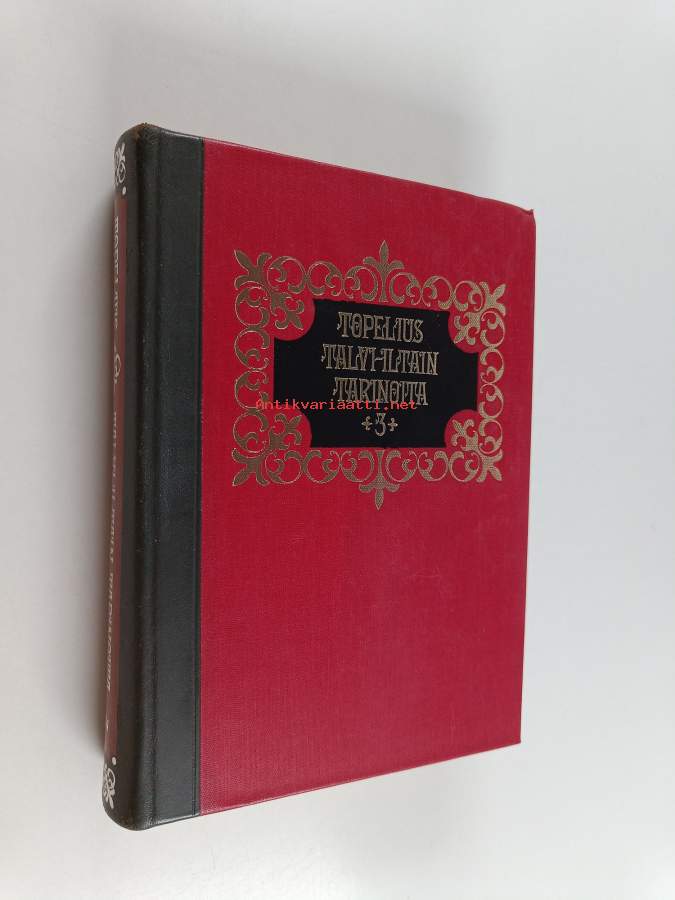 TOPELIUS
TALVI-ILTAIN
TARINOITA
3
Antikvariaatti.net